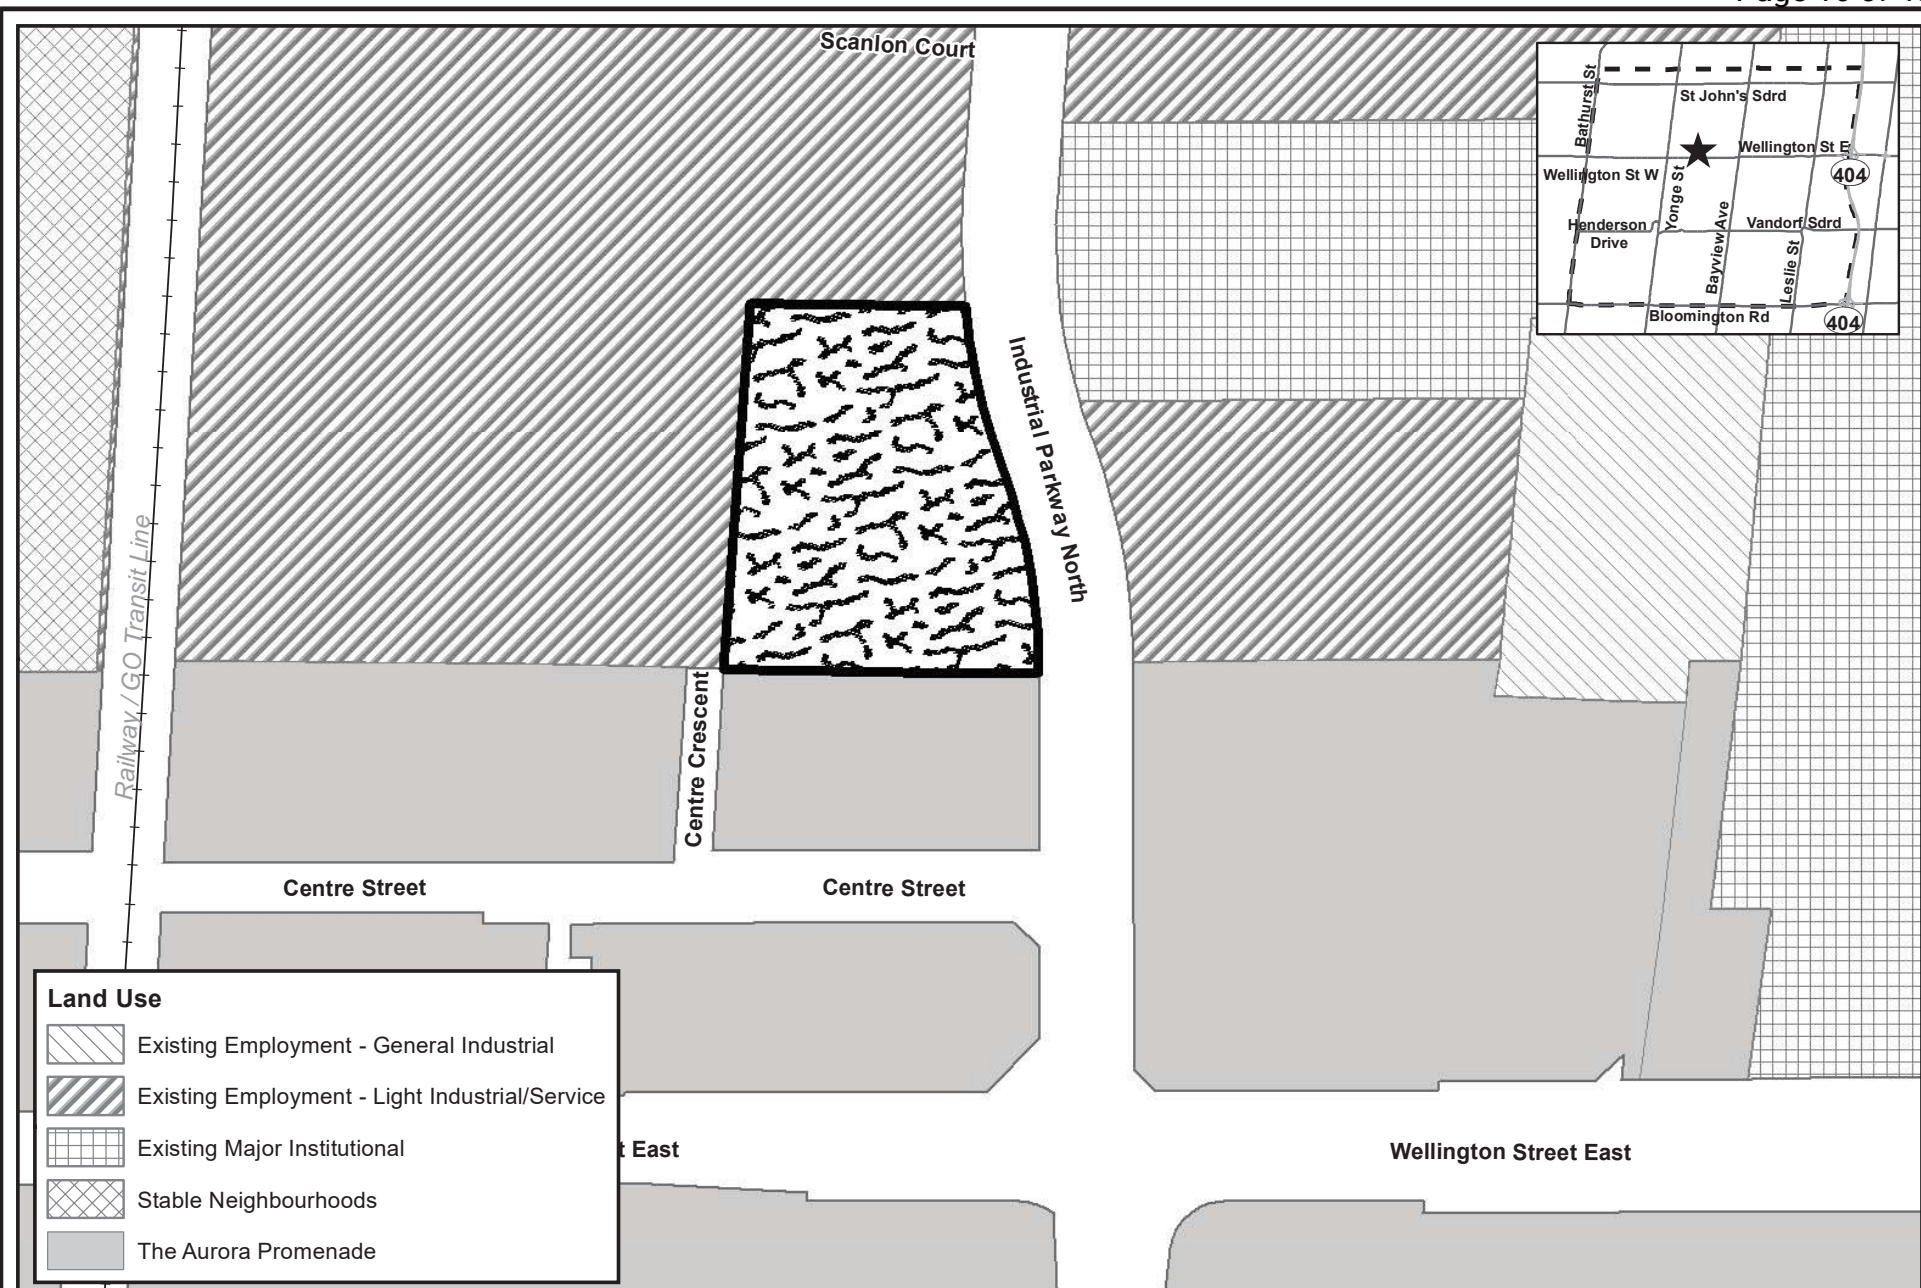 Scanlon Court
Bathurst St
St John's Sdrd
Wellington St E
404
Wellington St W
Yonge St
Henderson
Drive
Bayview Ave
Vandorf Sdrd
Leslie St
Bloomington Rd
404
Industrial Parkway North
Railway / GO Transit Line
Centre Crescent
Centre Street
Centre Street
Land Use
Existing Employment - General Industrial
Existing Employment - Light Industrial/Service
Existing Major Institutional
Stable Neighbourhoods
The Aurora Promenade
t East
Wellington Street East